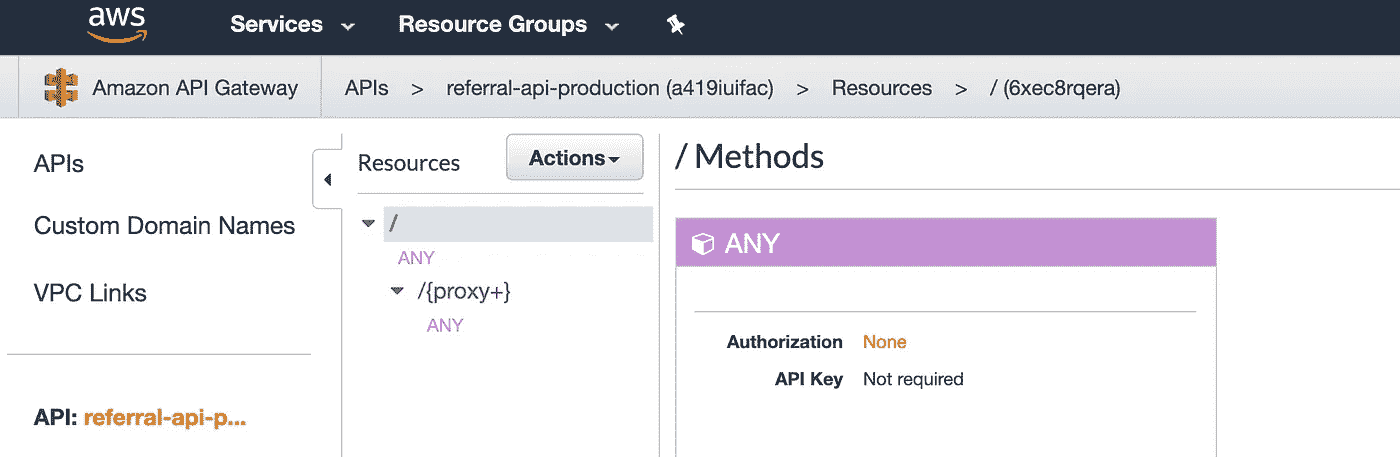 aws Services Resource Groups
Amazon API Gateway APIs > referral-api-production (a419iuifac) > Resources > / (6xec8rqera)
APIs
Custom Domain Names
VPC Links
API: referral-api-p...
Resources Actions
/
ANY
/{proxy+}
ANY
/ Methods
ANY
Authorization None
API Key Not required